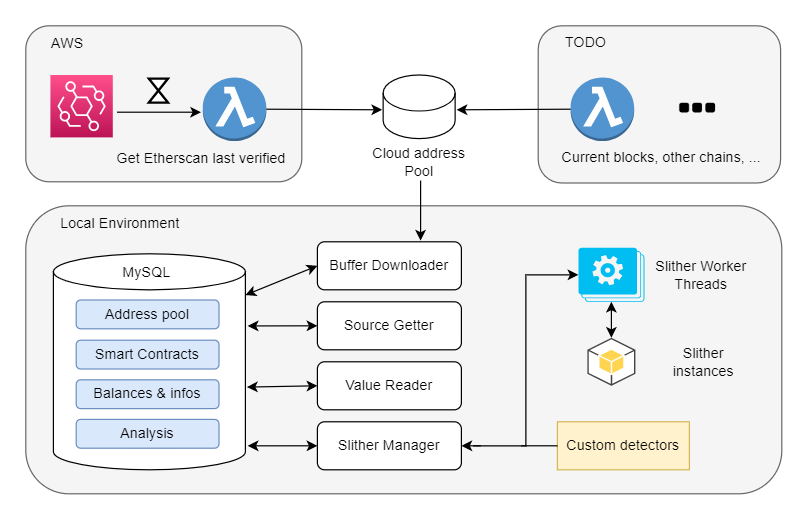 AWS
TODO
Get Etherscan last verified
Cloud address
Pool
Current blocks, other chains, ...
Local Environment
MySQL
Address pool
Smart Contracts
Balances & infos
Analysis
Buffer Downloader
Source Getter
Value Reader
Slither Manager
Slither Worker
Threads
Slither
instances
Custom detectors